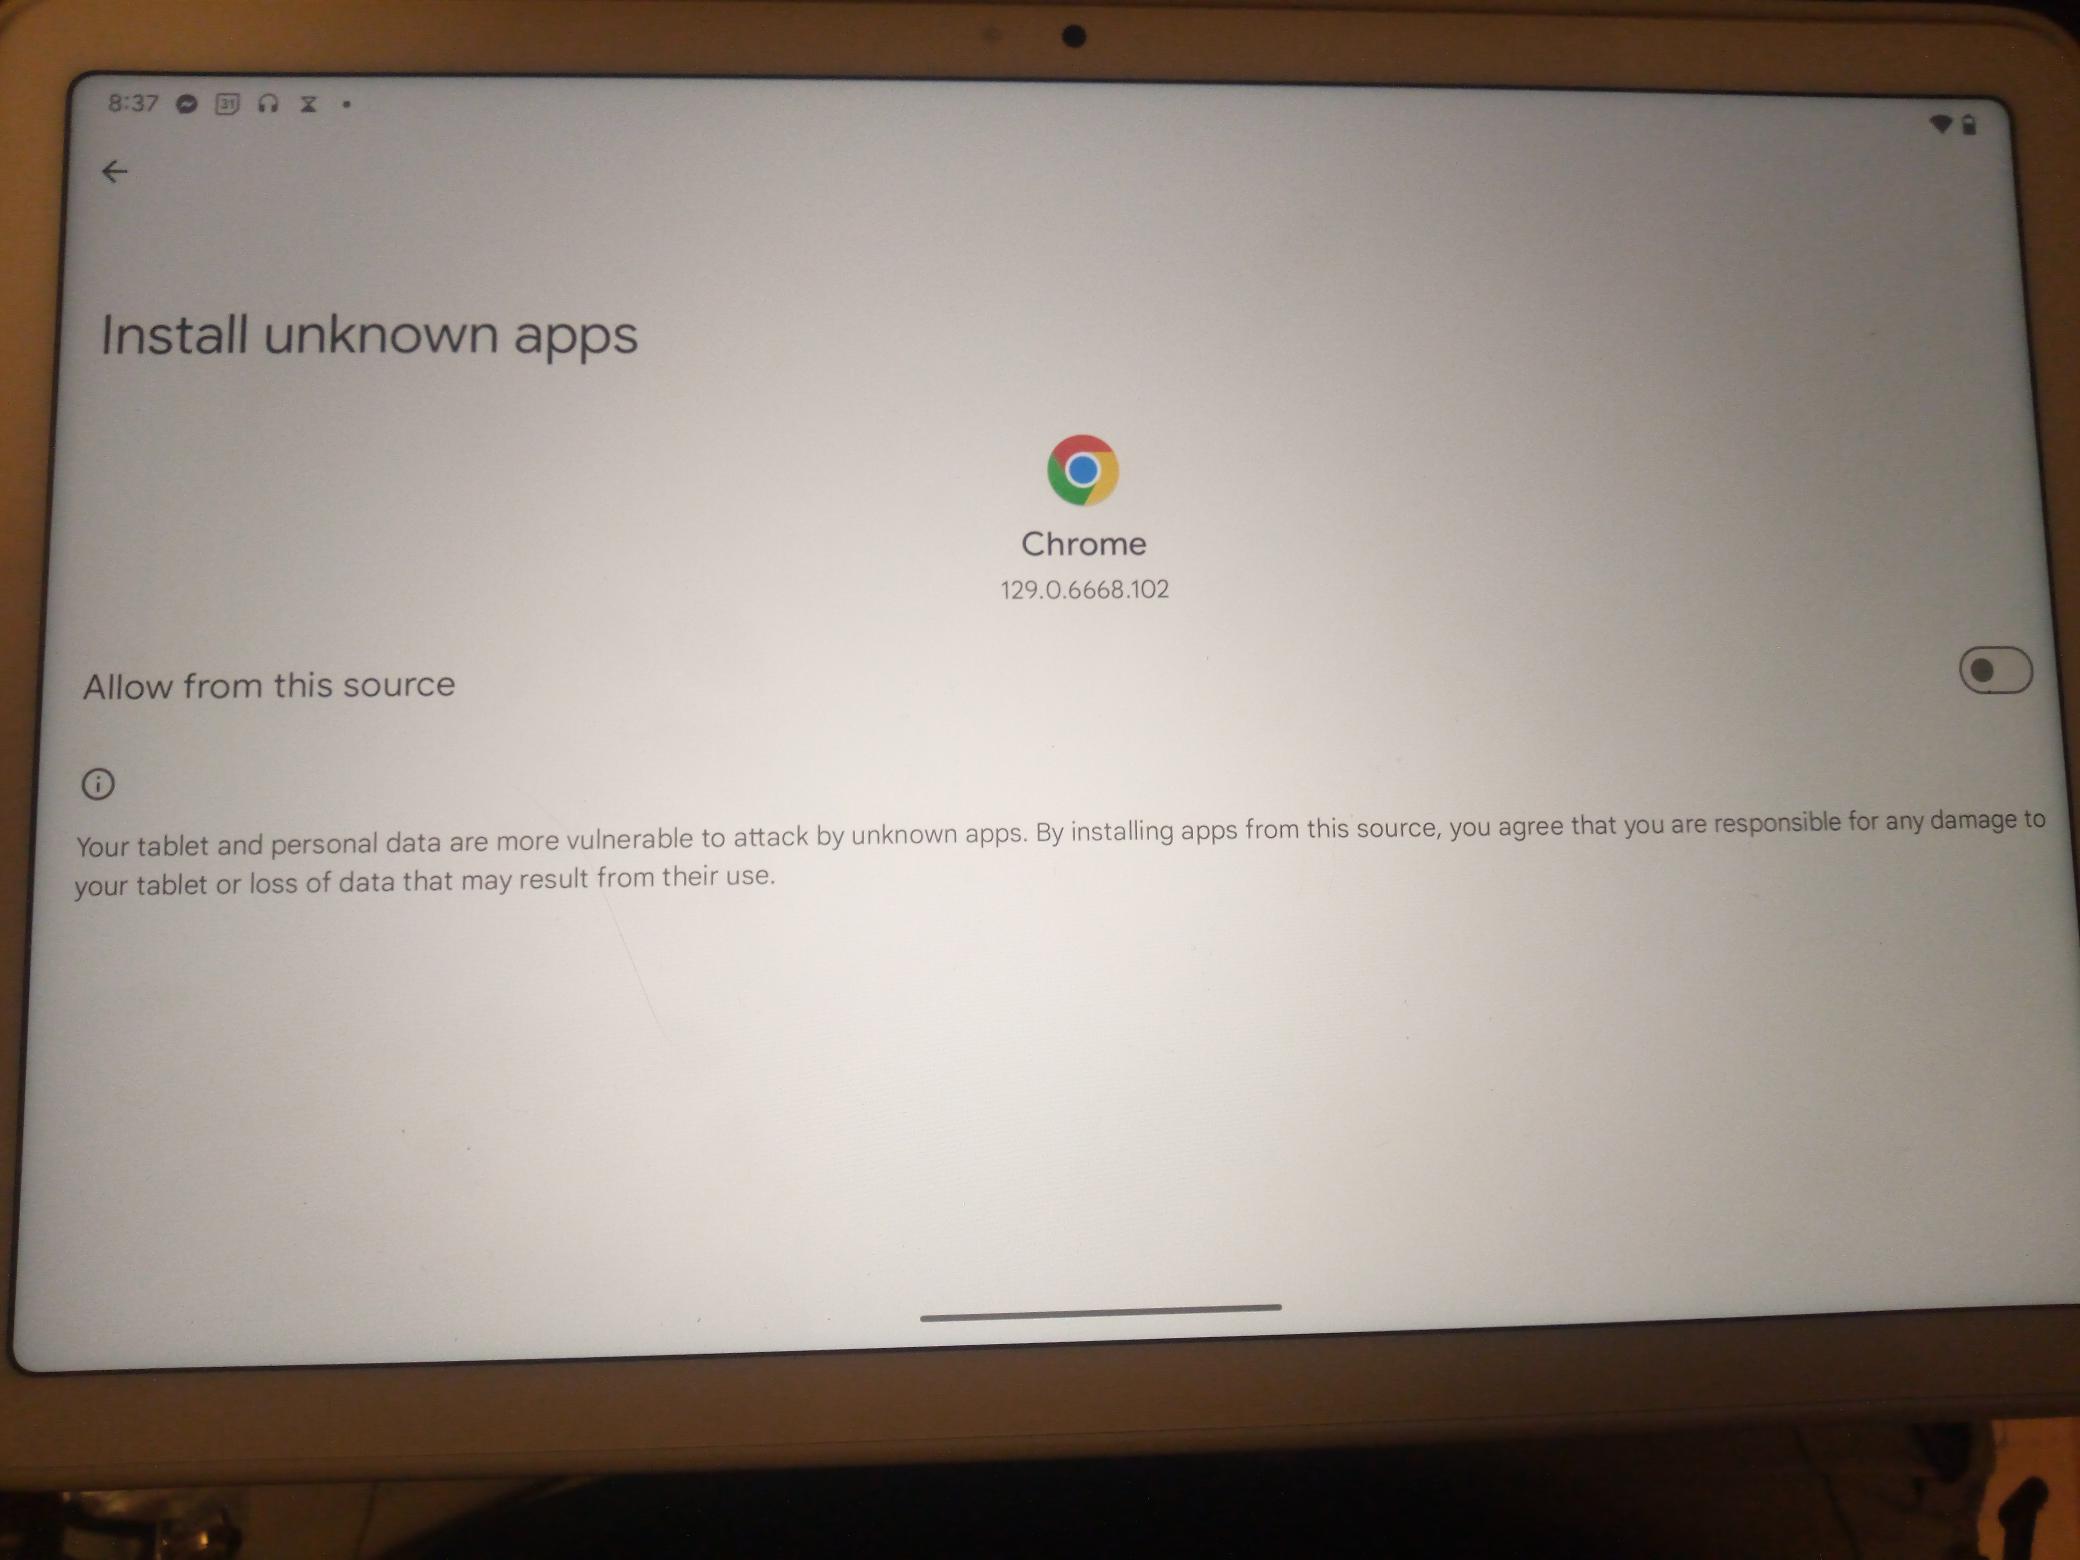 8:37
31
Install unknown apps
Chrome
129.0.6668.102
Allow from this source
Your tablet and personal data are more vulnerable to attack by unknown apps. By installing apps from this source, you agree that you are responsible for any damage to
your tablet or loss of data that may result from their use.